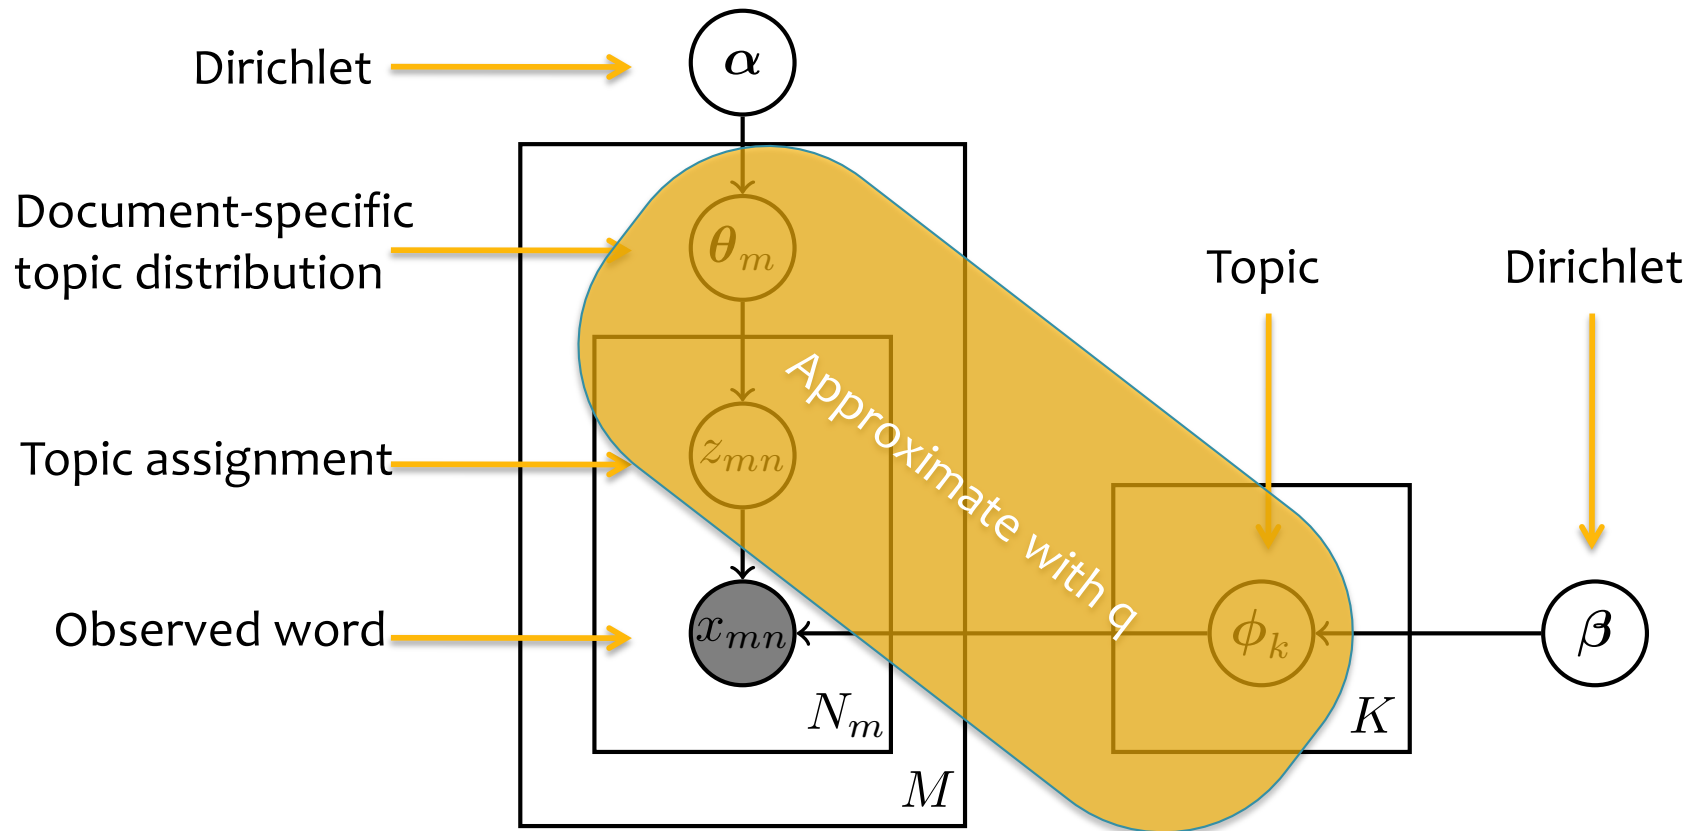 Dirichlet
α
Document-specific
topic distribution
θₘ
Topic
Dirichlet
Approximate with q
Topic assignment
zₘₙ
Observed word
xₘₙ
ϕₖ
β
Nₘ
K
M